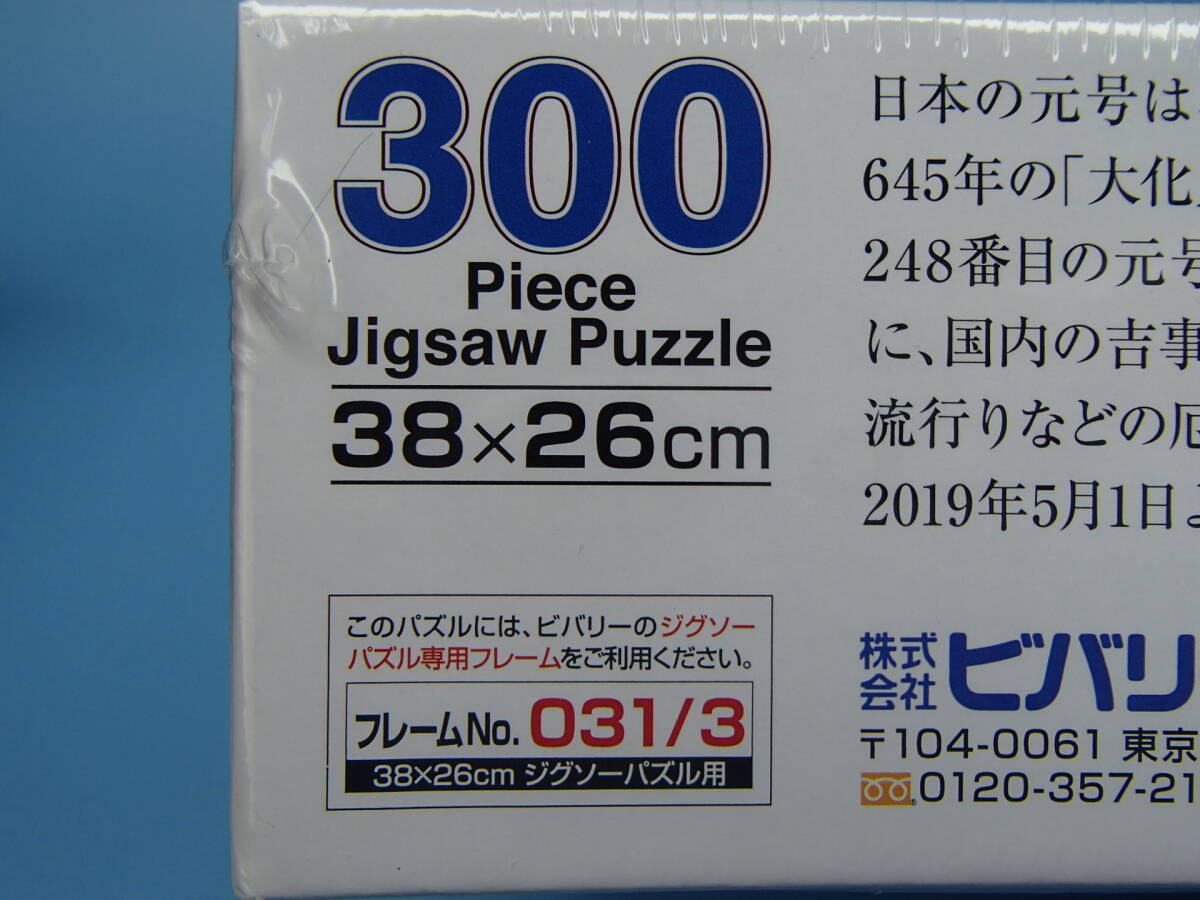 300
Piece
Jigsaw Puzzle
38×26cm
このパズルには、ビバリーのジグソー
パズル専用フレームをご利用ください。
フレームNo. 031/3
38×26cm ジグソーパズル用
日本の元号は
645年の「大化」
248番目の元号
に、国内の吉事
流行りなどの厄
2019年5月1日よ
株式会社 ビバリ
〒104-0061 東京
0120-357-21